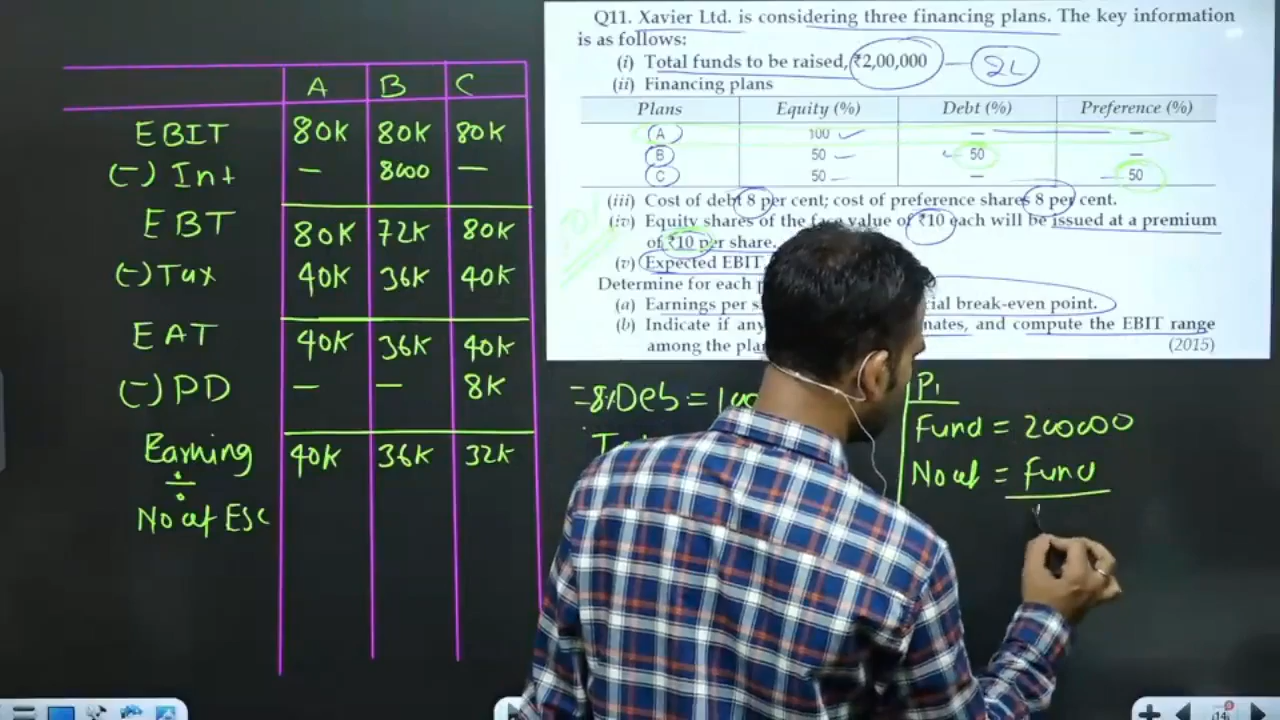 Q11. Xavier Ltd. is considering three financing plans. The key information
is as follows:
(i) Total funds to be raised, ₹2,00,000 2L
(ii) Financing plans
Plans Equity (%) Debt (%) Preference (%)
A 100 — —
B 50 50 —
C 50 — 50
(iii) Cost of debt 8 per cent; cost of preference shares 8 per cent.
(iv) Equity shares of the face value of ₹10 each will be issued at a premium
of ₹10 per share.
(v) Expected EBIT
Determine for each
(a) Earnings per cial break-even point.
(b) Indicate if any nates, and compute the EBIT range
among the (2015)
A B C
EBIT 80K 80K 80K
(-) Int — 8000 —
EBT 80K 72K 80K
(-) Tax 40K 36K 40K
EAT 40K 36K 40K
(-) PD — — 8K
Earning 40K 36K 32K
÷
No of ESC
=8% Deb =
P1
Fund = 200000
No of = Fund